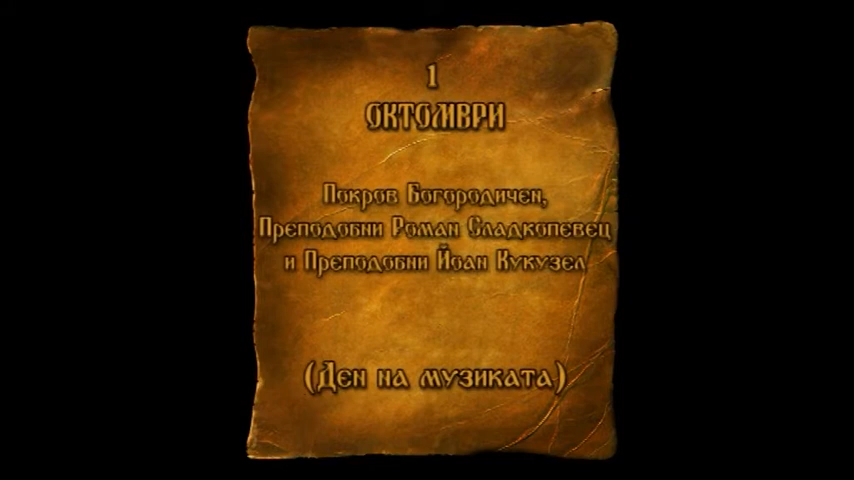 1
ОКТОМВРИ
Покров Богородичен,
Преподобни Роман Сладкопевец
и Преподобни Йоан Кукузел
(Ден на музиката)